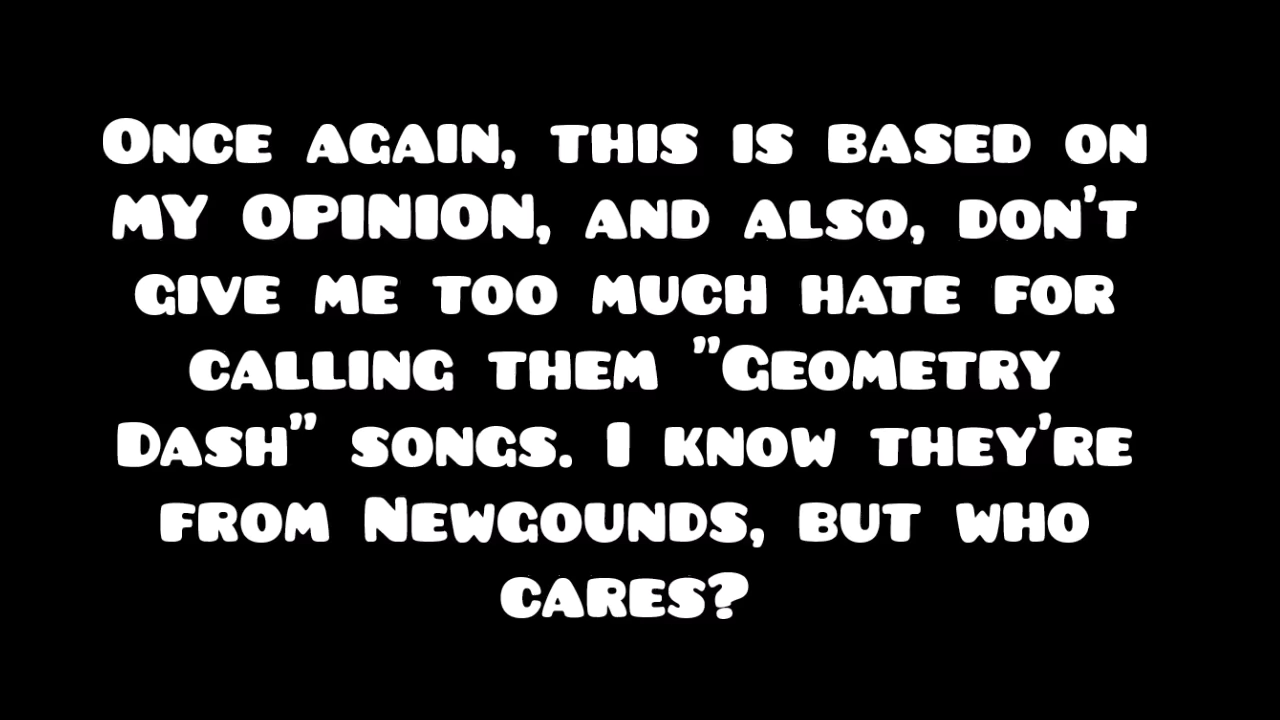 Once again, this is based on
my OPINION, and also, don't
give me too much hate for
calling them "Geometry
Dash" songs. I know they're
from Newgounds, but who
cares?